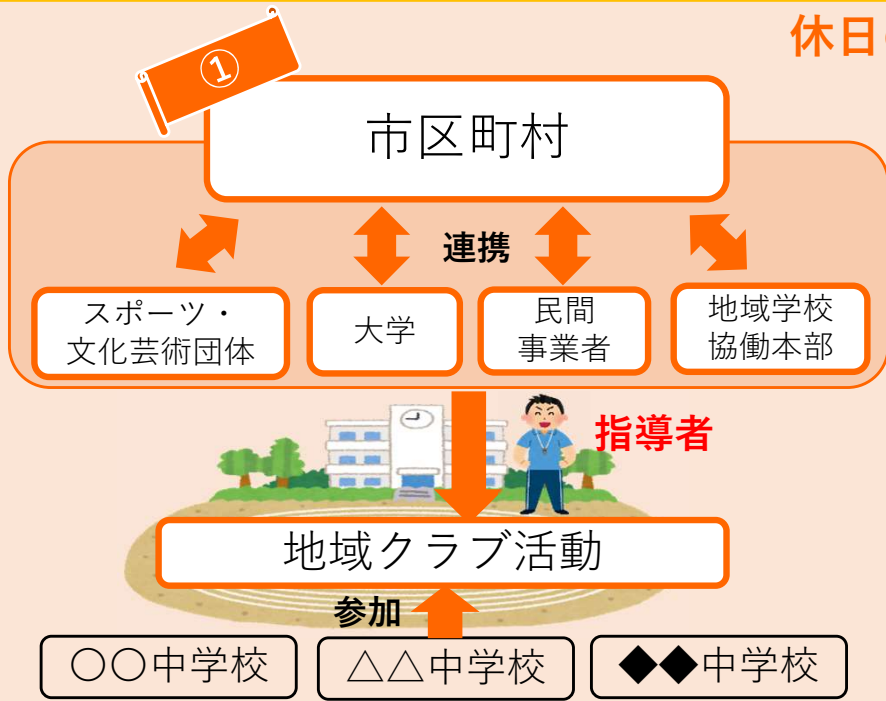 休日
①
市区町村
連携
スポーツ・
文化芸術団体
大学
民間
事業者
地域学校
協働本部
指導者
地域クラブ活動
参加
○○中学校
△△中学校
◆◆中学校